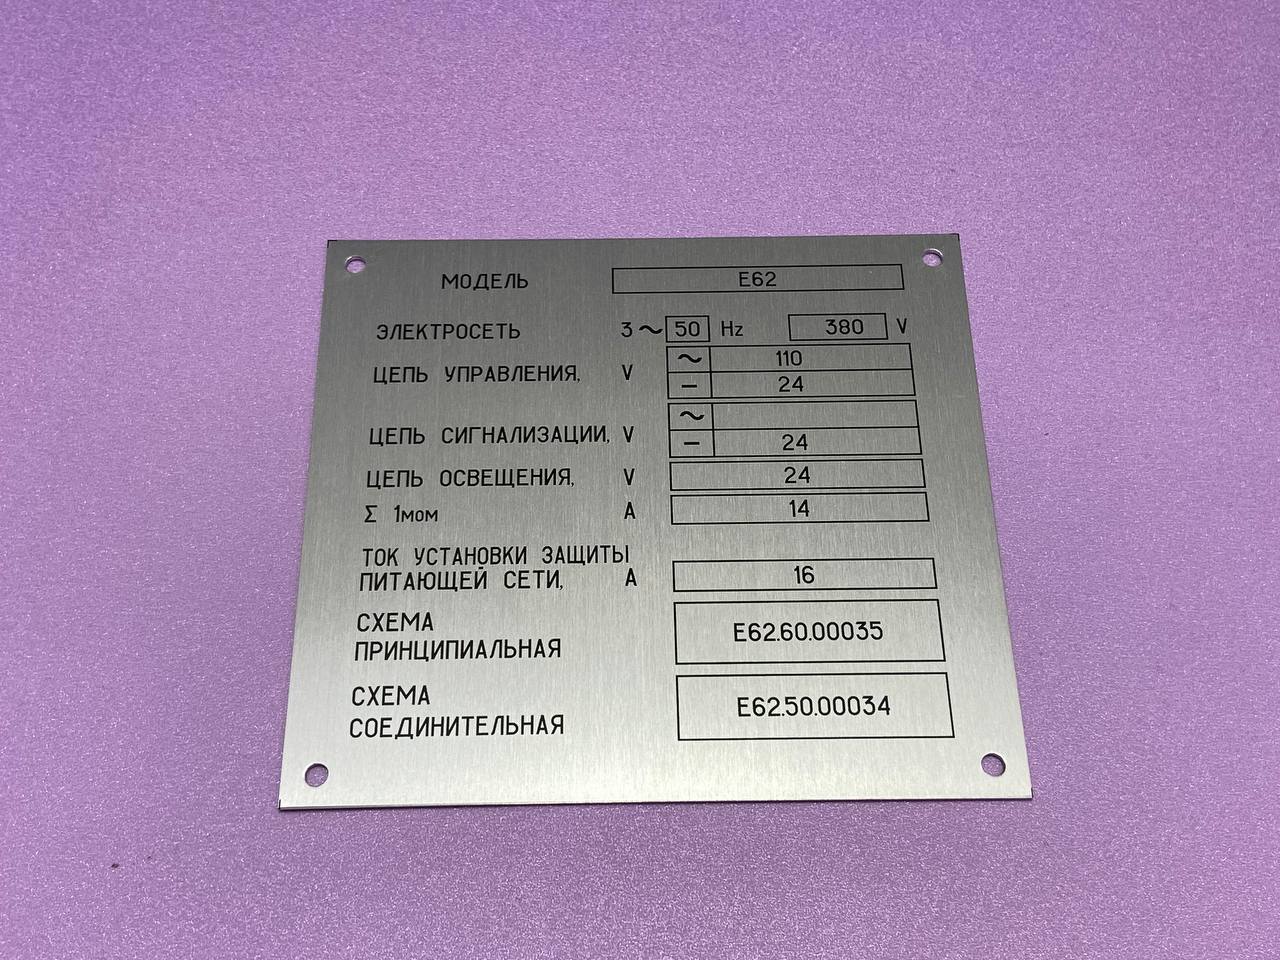 МОДЕЛЬ E62
ЭЛЕКТРОСЕТЬ 3 ~ 50 Hz 380 V
ЦЕПЬ УПРАВЛЕНИЯ, V ~ 110
– 24
~
ЦЕПЬ СИГНАЛИЗАЦИИ, V – 24
ЦЕПЬ ОСВЕЩЕНИЯ, V 24
Σ 1мом A 14
ТОК УСТАНОВКИ ЗАЩИТЫ
ПИТАЮЩЕЙ СЕТИ, A 16
СХЕМА
ПРИНЦИПИАЛЬНАЯ E62.60.00035
СХЕМА
СОЕДИНИТЕЛЬНАЯ E62.50.00034